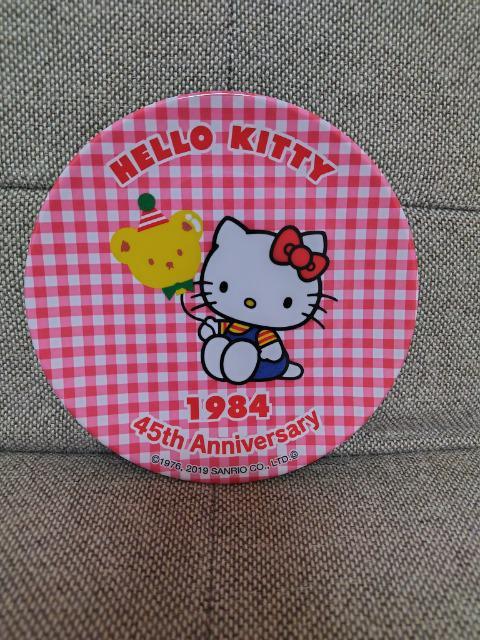 HELLO KITTY
1984
45th Anniversary
©1976, 2019 SANRIO CO., LTD.